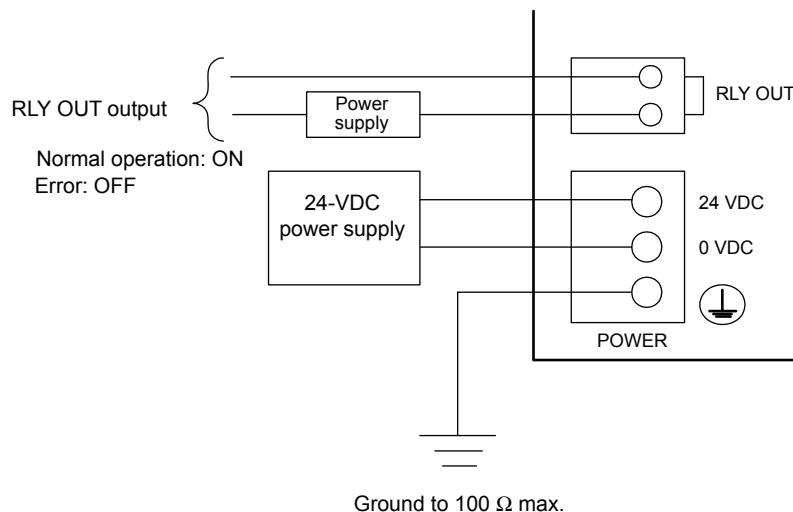 RLY OUT output
Power
supply
RLY OUT
Normal operation: ON
Error: OFF
24-VDC
power supply
24 VDC
0 VDC
POWER
Ground to 100 Ω max.